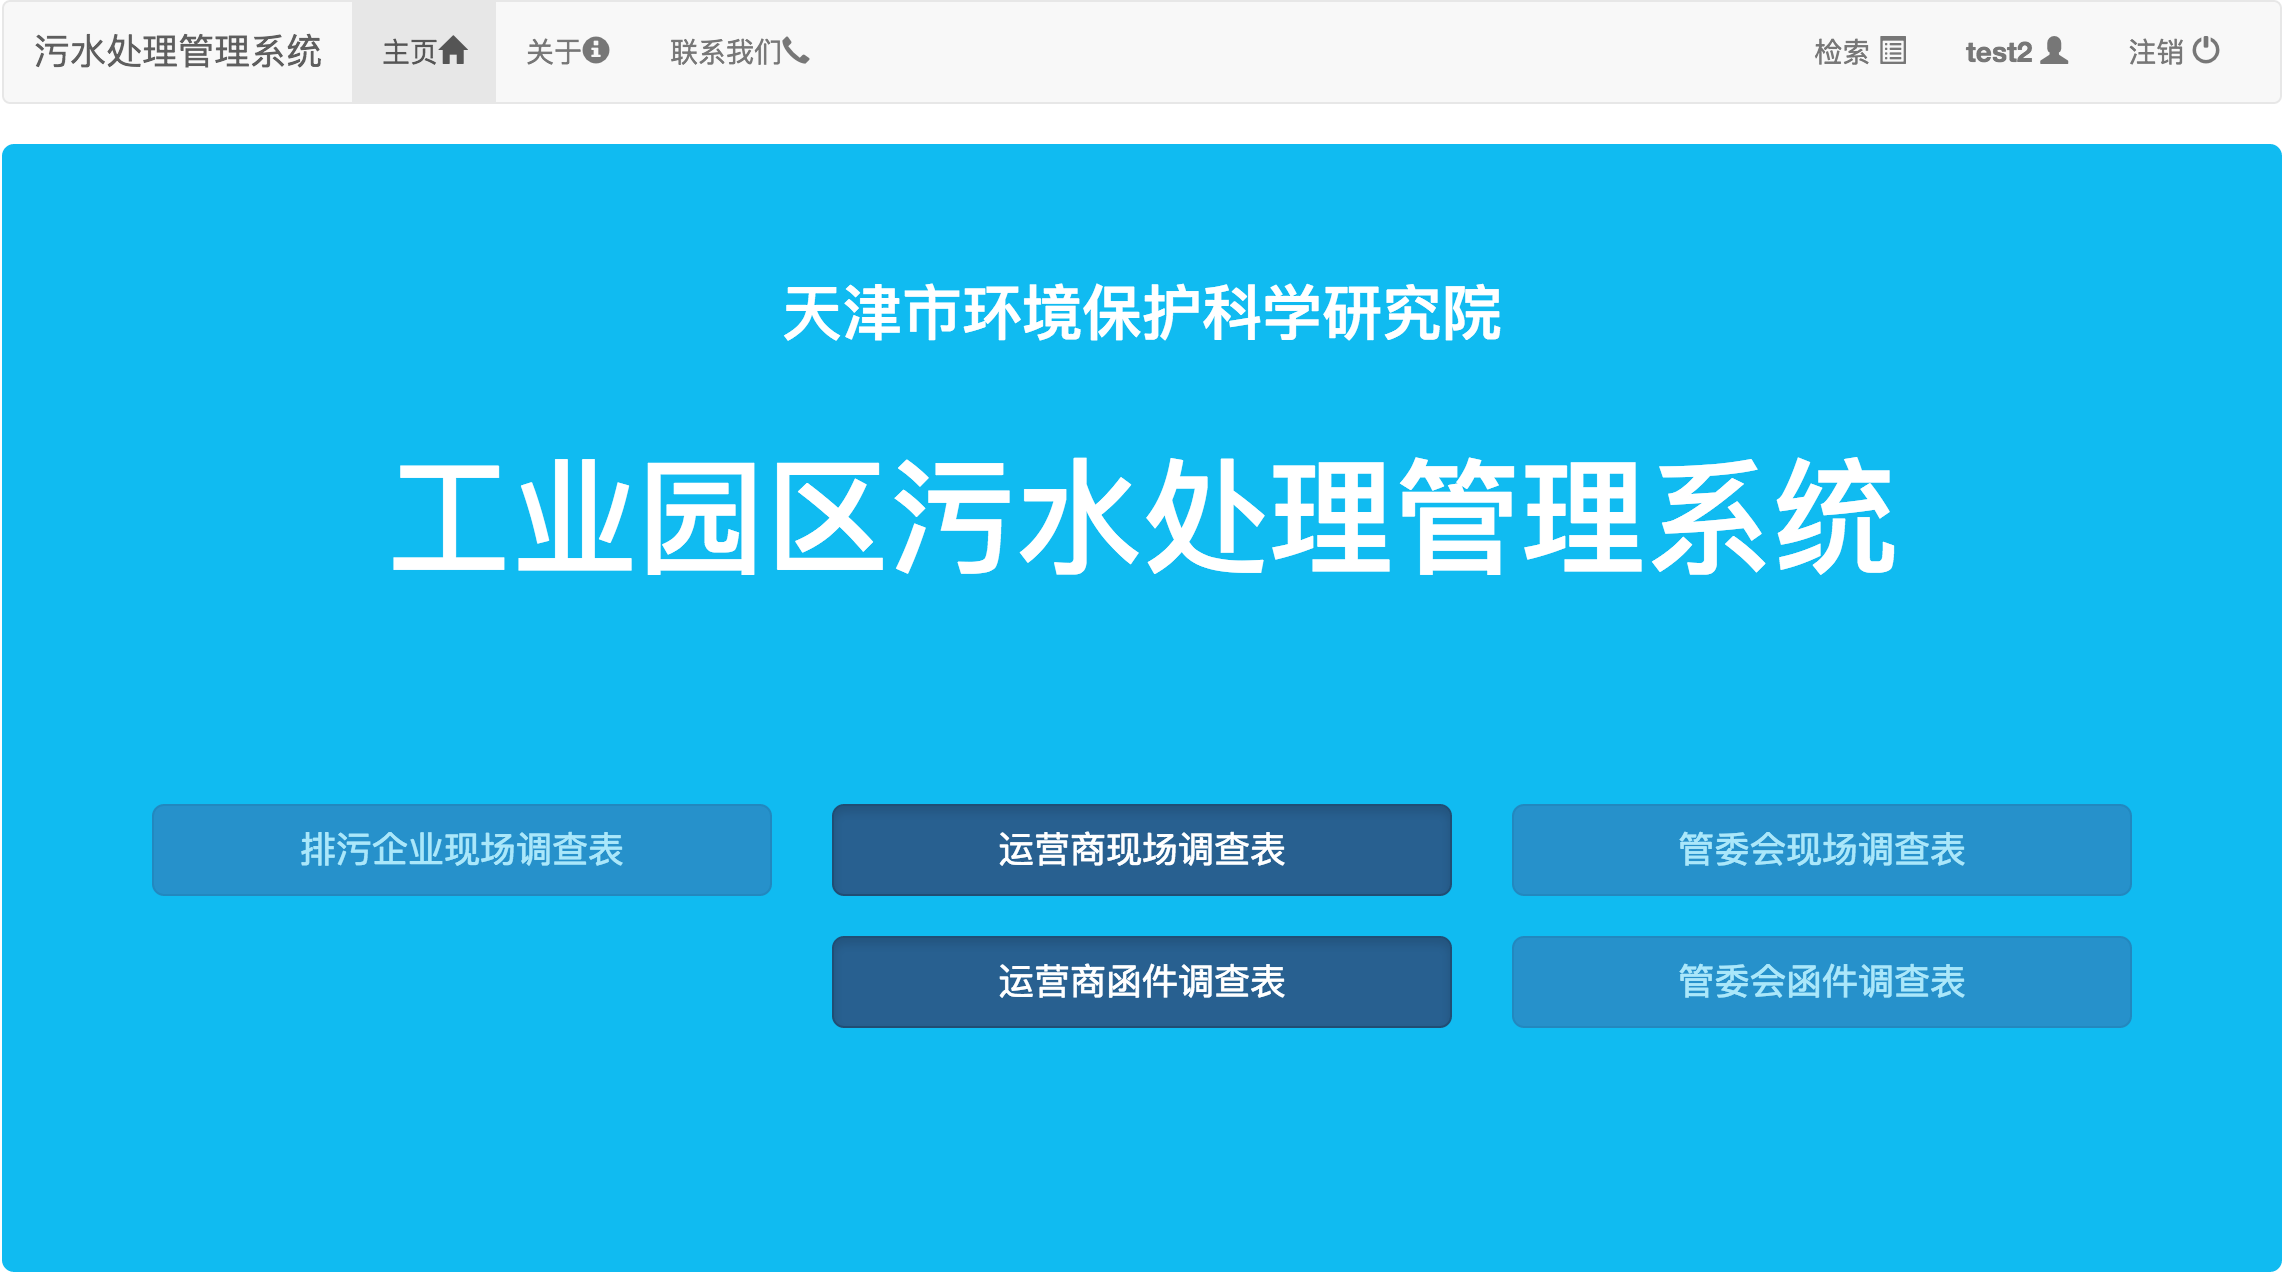 污水处理管理系统 主页 关于 联系我们 检索 test2 注销
天津市环境保护科学研究院
工业园区污水处理管理系统
排污企业现场调查表 运营商现场调查表 管委会现场调查表
运营商函件调查表 管委会函件调查表